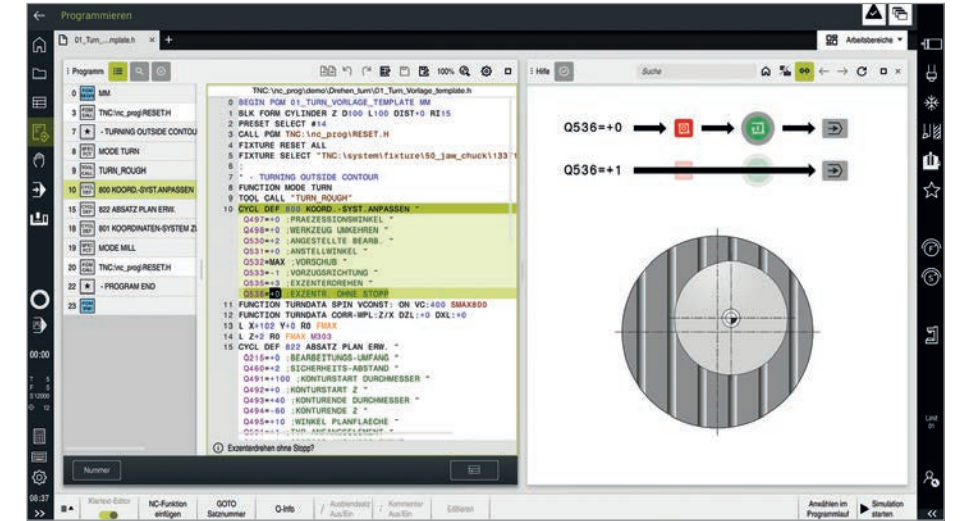 Programmieren
01_Turn_...mplate.h × +
Arbeitsbereiche
Programm
100%
Hilfe
Suche
0 MM
3 TNC:\nc_prog\RESET.H
7 - TURNING OUTSIDE CONTOU
8 MODE TURN
9 TURN_ROUGH
10 800 KOORD.-SYST.ANPASSEN
15 822 ABSATZ PLAN ERW.
18 801 KOORDINATEN-SYSTEM Z
19 MODE MILL
20 TNC:\nc_prog\RESET.H
22 - PROGRAM END
23
TNC:\nc_prog\demo\Drehen_turn\01_Turn_Vorlage_template.h
0 BEGIN PGM 01_TURN_VORLAGE_TEMPLATE MM
1 BLK FORM CYLINDER Z D100 L100 DIST+0 RI15
2 PRESET SELECT #14
3 CALL PGM TNC:\nc_prog\RESET.H
4 FIXTURE RESET ALL
5 FIXTURE SELECT "TNC:\system\fixture\50_jaw_chuck\133
6 ;
7 * - TURNING OUTSIDE CONTOUR
8 FUNCTION MODE TURN
9 TOOL CALL "TURN_ROUGH"
10 CYCL DEF 800 KOORD.-SYST.ANPASSEN ~
Q497=+0 ;PRAEZESSIONSWINKEL ~
Q498=+0 ;WERKZEUG UMKEHREN ~
Q530=+2 ;ANGESTELLTE BEARB. ~
Q531=+0 ;ANSTELLWINKEL ~
Q532=MAX ;VORSCHUB ~
Q533=-1 ;VORZUGSRICHTUNG ~
Q535=+3 ;EXZENTERDREHEN ~
Q536=+0 ;EXZENTR. OHNE STOPP
11 FUNCTION TURNDATA SPIN VCONST: ON VC:400 SMAX800
12 FUNCTION TURNDATA CORR-WPL:Z/X DZL:+0 DXL:+0
13 L X+102 Y+0 R0 FMAX
14 L Z+2 R0 FMAX M303
15 CYCL DEF 822 ABSATZ PLAN ERW. ~
Q215=+0 ;BEARBEITUNGS-UMFANG ~
Q460=+2 ;SICHERHEITS-ABSTAND ~
Q491=+100 ;KONTURSTART DURCHMESSER ~
Q492=+0 ;KONTURSTART Z ~
Q493=+40 ;KONTURENDE DURCHMESSER ~
Q494=-60 ;KONTURENDE Z ~
Q495=+10 ;WINKEL PLANFLAECHE ~
Exzenterdrehen ohne Stopp?
Q536=+0
Q536=+1
00:00
T 5
F 0
S 12000
12
Limit
01
Nummer
08:37
Klartext-Editor
NC-Funktion
einfügen
GOTO
Satznummer
Q-Info
/ Ausblendsatz
Aus/Ein
; Kommentar
Aus/Ein
Editieren
Anwählen im
Programmlauf
Simulation
starten